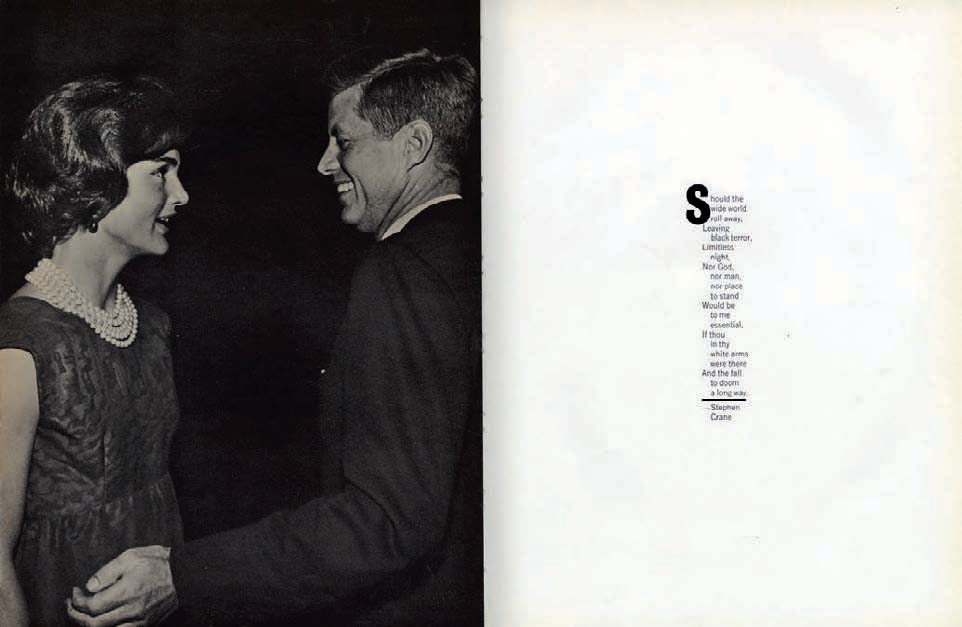 Should the
wide world
roll away,
Leaving
black terror,
Limitless
night,
Nor God,
nor man,
nor place
to stand
Would be
to me
essential,
If thou
in thy
white arms
were there
And the fall
to doom
a long way.
—Stephen
Crane